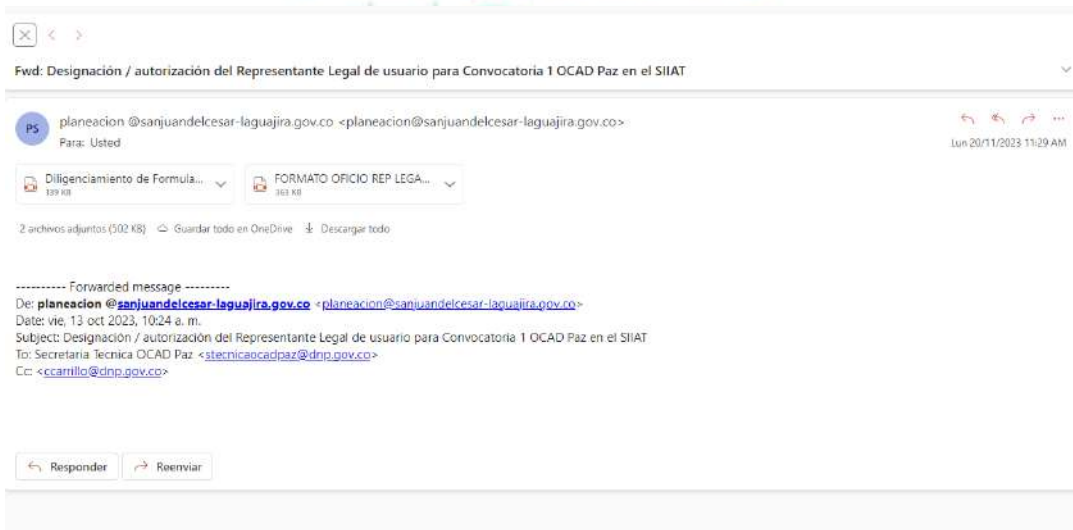 Fwd: Designación / autorización del Representante Legal de usuario para Convocatoria 1 OCAD Paz en el SIIAT
PS
planeacion @sanjuandelcesar-laguajira.gov.co <planeacion@sanjuandelcesar-laguajira.gov.co>
Para: Usted
Lun 20/11/2023 11:29 AM
Diligenciamiento de Formula...
139 KB
FORMATO OFICIO REP LEGA...
363 KB
2 archivos adjuntos (502 KB) Guardar todo en OneDrive Descargar todo
---------- Forwarded message ---------
De: planeacion @sanjuandelcesar-laguajira.gov.co <planeacion@sanjuandelcesar-laguajira.gov.co>
Date: vie, 13 oct 2023, 10:24 a. m.
Subject: Designación / autorización del Representante Legal de usuario para Convocatoria 1 OCAD Paz en el SIIAT
To: Secretaria Tecnica OCAD Paz <stecnicaocadpaz@dnp.gov.co>
Cc: <ccarrillo@dnp.gov.co>
Responder
Reenviar